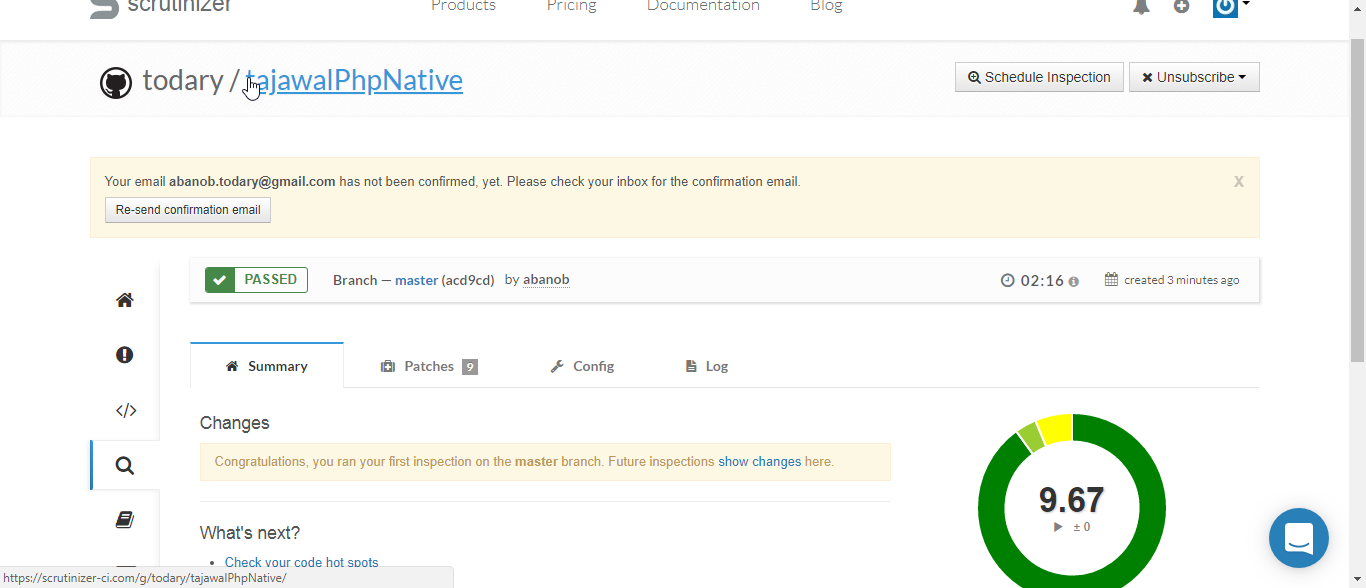 scrutinizer
Products Pricing Documentation Blog
todary / tajawalPhpNative
Schedule Inspection
Unsubscribe
Your email abanob.todary@gmail.com has not been confirmed, yet. Please check your inbox for the confirmation email.
X
Re-send confirmation email
PASSED Branch — master (acd9cd) by abanob 02:16 created 3 minutes ago
Summary Patches 9 Config Log
Changes
Congratulations, you ran your first inspection on the master branch. Future inspections show changes here.
9.67
± 0
What's next?
• Check your code hot spots
https://scrutinizer-ci.com/g/todary/tajawalPhpNative/